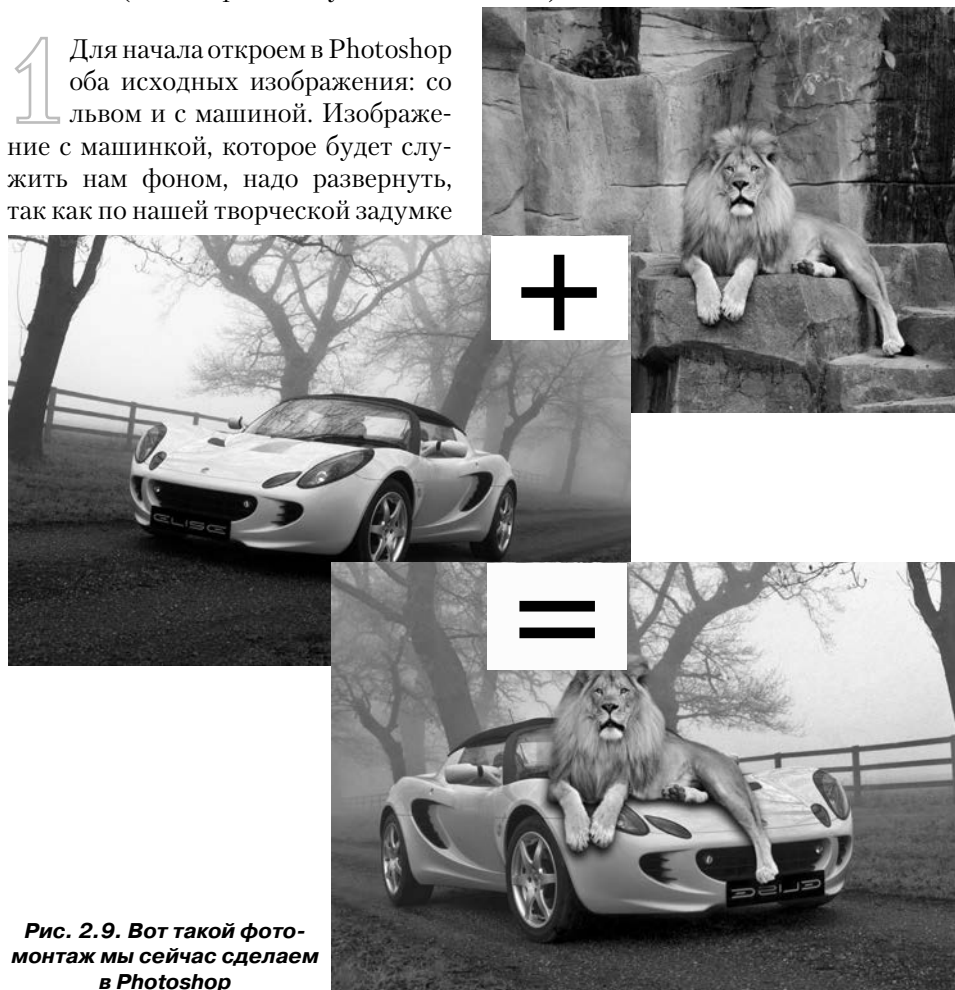 1
Для начала откроем в Photoshop
оба исходных изображения: со
львом и с машиной. Изображе-
ние с машинкой, которое будет слу-
жить нам фоном, надо развернуть,
так как по нашей творческой задумке
+
ELISE
=
ELISE
Рис. 2.9. Вот такой фото-
монтаж мы сейчас сделаем
в Photoshop